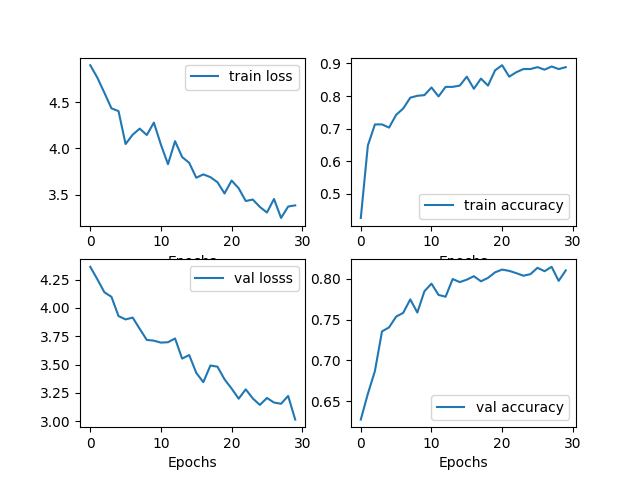 train loss
4.5
4.0
3.5
0 10 20 30
Epochs
train accuracy
0.9
0.8
0.7
0.6
0.5
0 10 20 30
Epochs
val losss
4.25
4.00
3.75
3.50
3.25
3.00
0 10 20 30
Epochs
val accuracy
0.80
0.75
0.70
0.65
0 10 20 30
Epochs